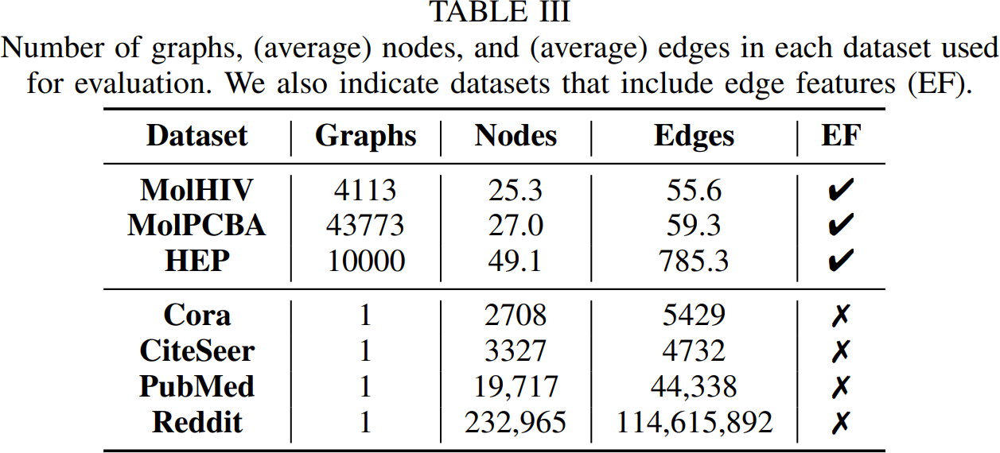 TABLE III
Number of graphs, (average) nodes, and (average) edges in each dataset used
for evaluation. We also indicate datasets that include edge features (EF).
Dataset Graphs Nodes Edges EF
MolHIV 4113 25.3 55.6 ✔
MolPCBA 43773 27.0 59.3 ✔
HEP 10000 49.1 785.3 ✔
Cora 1 2708 5429 ✗
CiteSeer 1 3327 4732 ✗
PubMed 1 19,717 44,338 ✗
Reddit 1 232,965 114,615,892 ✗